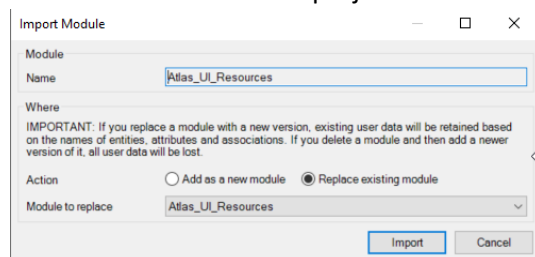 Import Module
Module
Name
Atlas_UI_Resources
Where
IMPORTANT: If you replace a module with a new version, existing user data will be retained based
on the names of entities, attributes and associations. If you delete a module and then add a newer
version of it, all user data will be lost.
Action
Add as a new module
Replace existing module
Module to replace
Atlas_UI_Resources
Import
Cancel